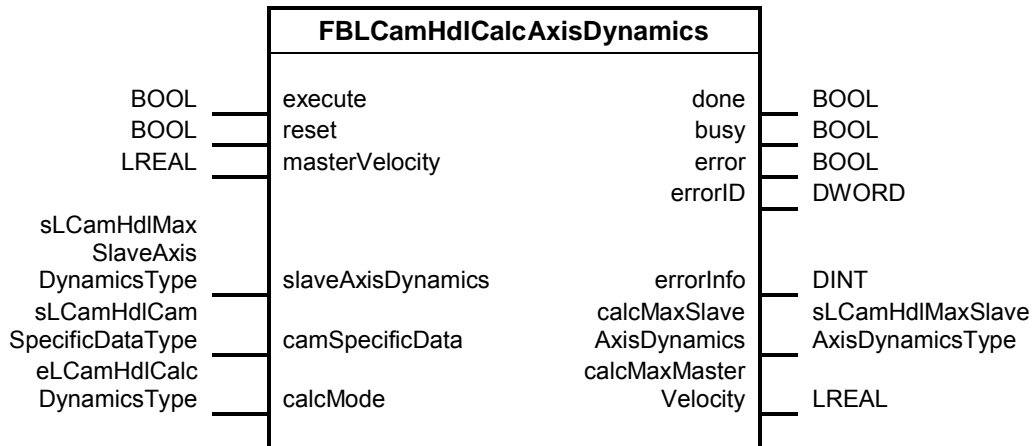 FBLCamHdlCalcAxisDynamics
BOOL execute done BOOL
BOOL reset busy BOOL
LREAL masterVelocity error BOOL
errorID DWORD
sLCamHdlMax
SlaveAxis
DynamicsType slaveAxisDynamics errorInfo DINT
sLCamHdlCam calcMaxSlave sLCamHdlMaxSlave
SpecificDataType camSpecificData AxisDynamics AxisDynamicsType
eLCamHdlCalc calcMaxMaster
DynamicsType calcMode Velocity LREAL